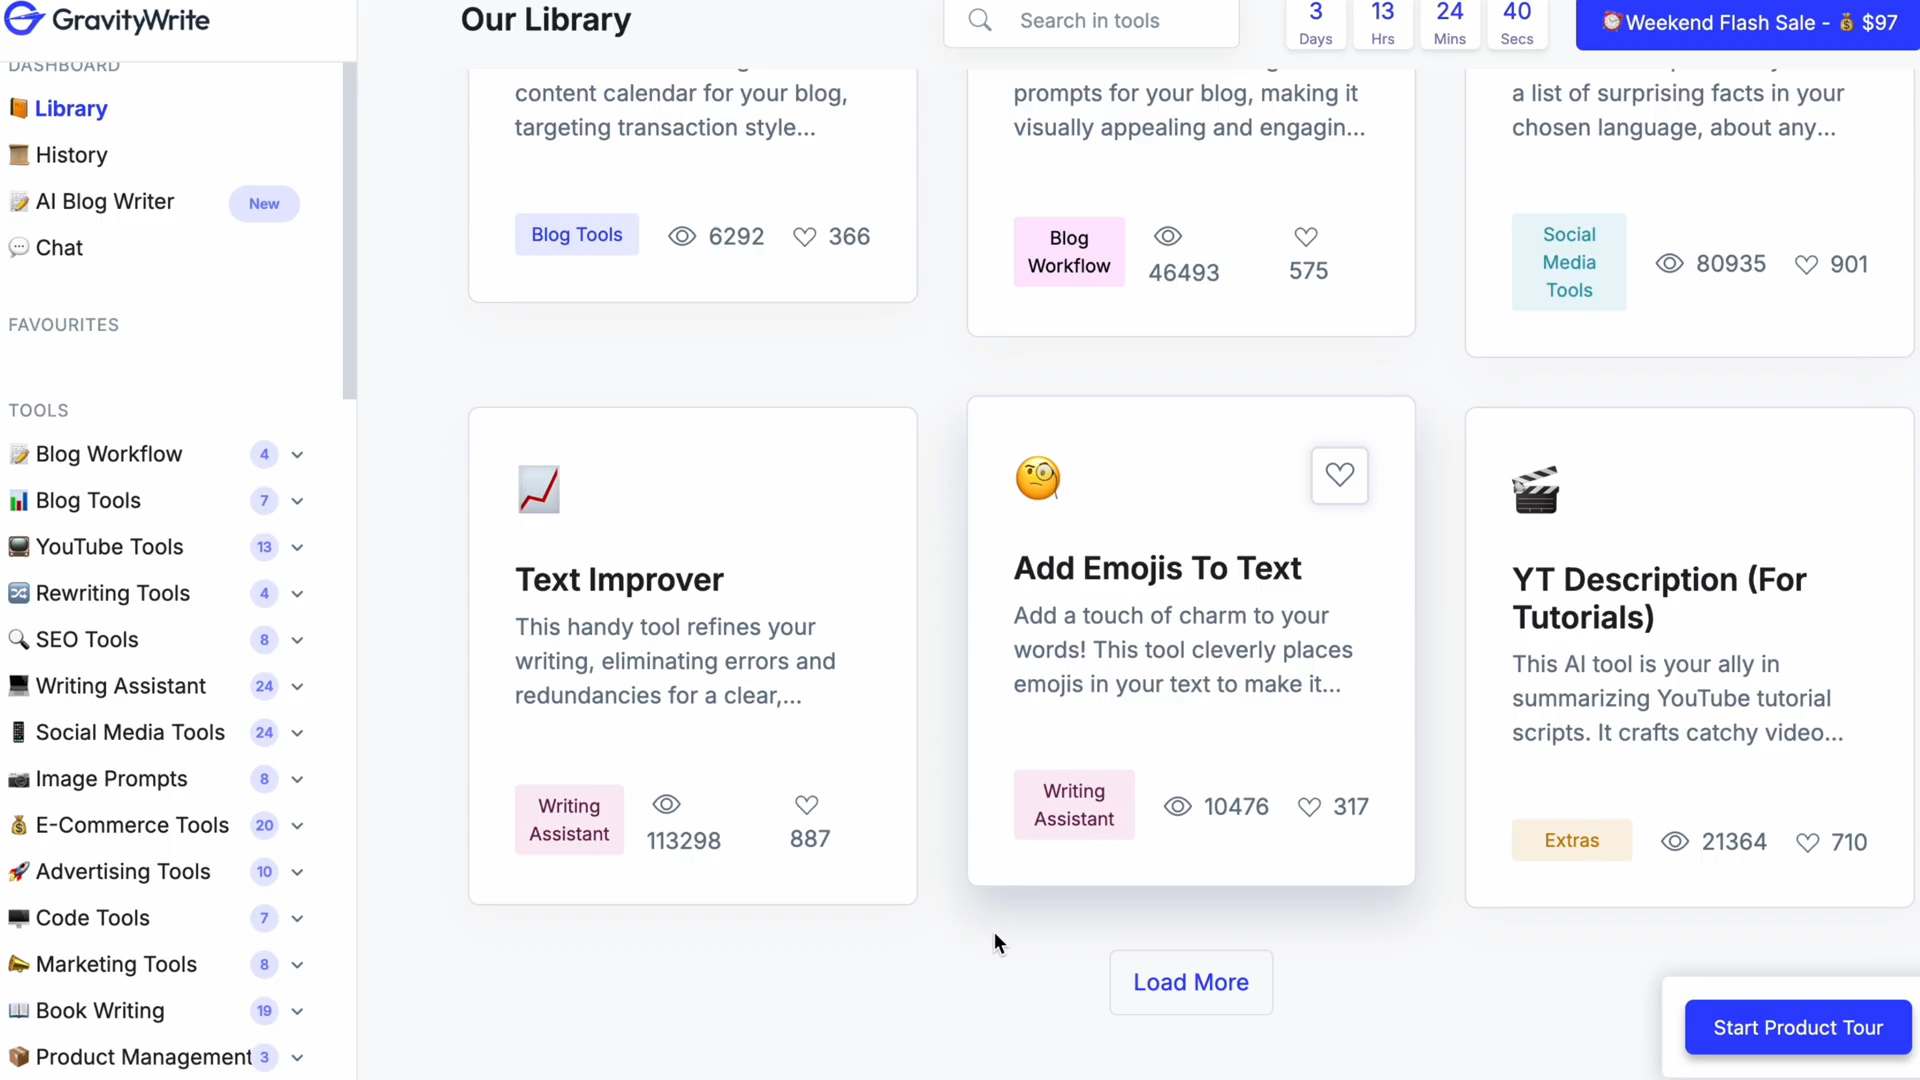 GravityWrite
Our Library
Search in tools
3
Days
13
Hrs
24
Mins
40
Secs
⏰Weekend Flash Sale - 💰 $97
DASHBOARD
Library
History
AI Blog Writer
New
Chat
FAVOURITES
TOOLS
Blog Workflow
4
Blog Tools
7
YouTube Tools
13
Rewriting Tools
4
SEO Tools
8
Writing Assistant
24
Social Media Tools
24
Image Prompts
8
E-Commerce Tools
20
Advertising Tools
10
Code Tools
7
Marketing Tools
8
Book Writing
19
Product Management
3
content calendar for your blog,
targeting transaction style...
Blog Tools
6292
366
prompts for your blog, making it
visually appealing and engagin...
Blog
Workflow
46493
575
a list of surprising facts in your
chosen language, about any...
Social
Media
Tools
80935
901
Text Improver
This handy tool refines your
writing, eliminating errors and
redundancies for a clear,...
Writing
Assistant
113298
887
Add Emojis To Text
Add a touch of charm to your
words! This tool cleverly places
emojis in your text to make it...
Writing
Assistant
10476
317
YT Description (For
Tutorials)
This AI tool is your ally in
summarizing YouTube tutorial
scripts. It crafts catchy video...
Extras
21364
710
Load More
Start Product Tour